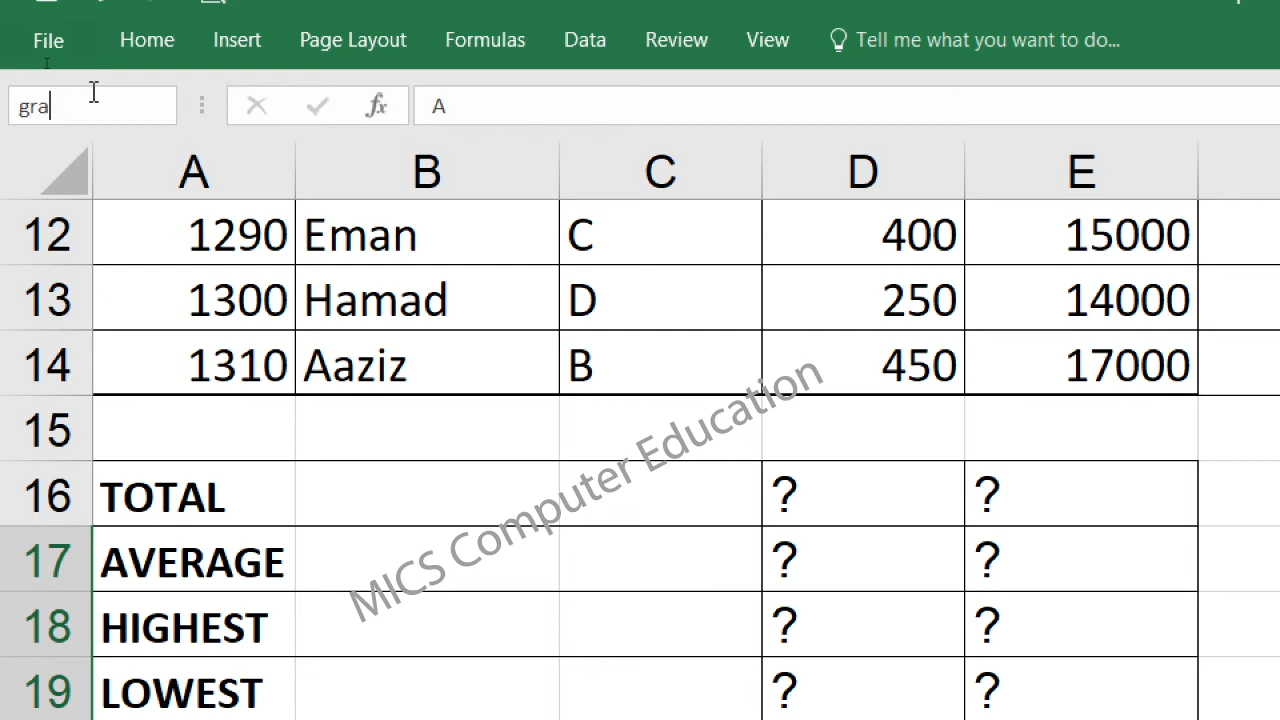 File Home Insert Page Layout Formulas Data Review View Tell me what you want to do...
gra fx A
A B C D E
12 1290 Eman C 400 15000
13 1300 Hamad D 250 14000
14 1310 Aaziz B 450 17000
15
16 TOTAL ? ?
17 AVERAGE ? ?
18 HIGHEST ? ?
19 LOWEST ? ?
MICS Computer Education